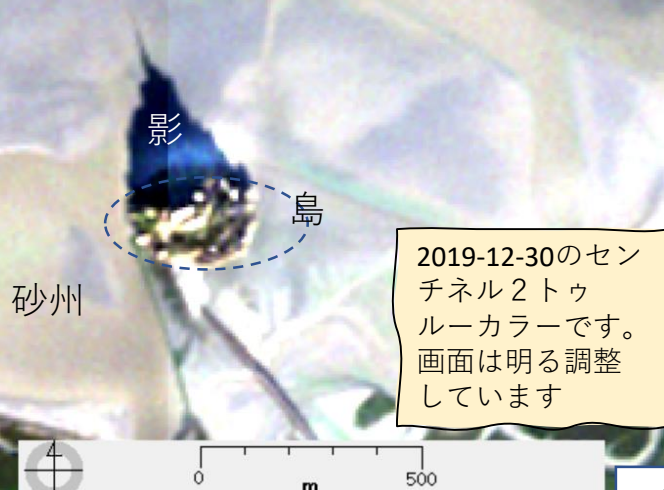 影
島
砂州
2019-12-30のセン
チネル２トゥ
ルーカラーです。
画面は明る調整
しています
0
m
500